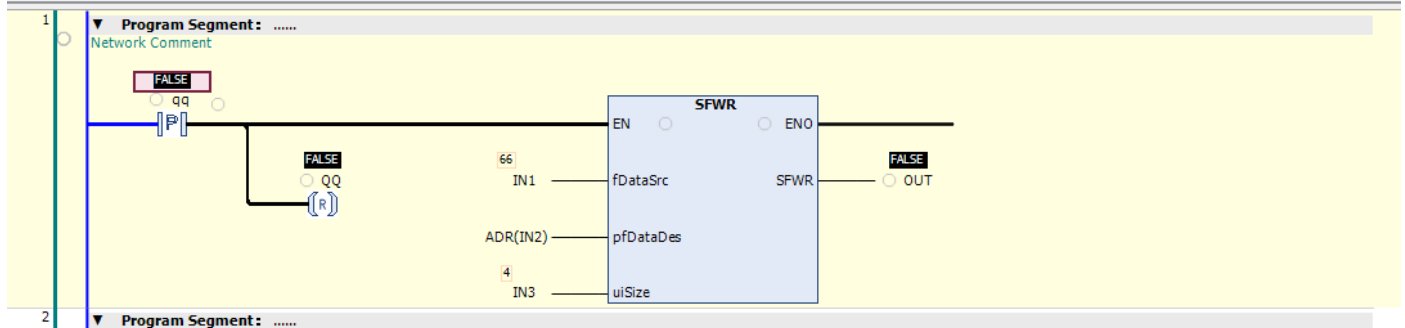 1
▼ Program Segment: ......
Network Comment
FALSE
qq
P
SFWR
EN ENO
FALSE
QQ
R
66
IN1 fDataSrc
FALSE
SFWR OUT
ADR(IN2) pfDataDes
4
IN3 uiSize
2
▼ Program Segment: ......